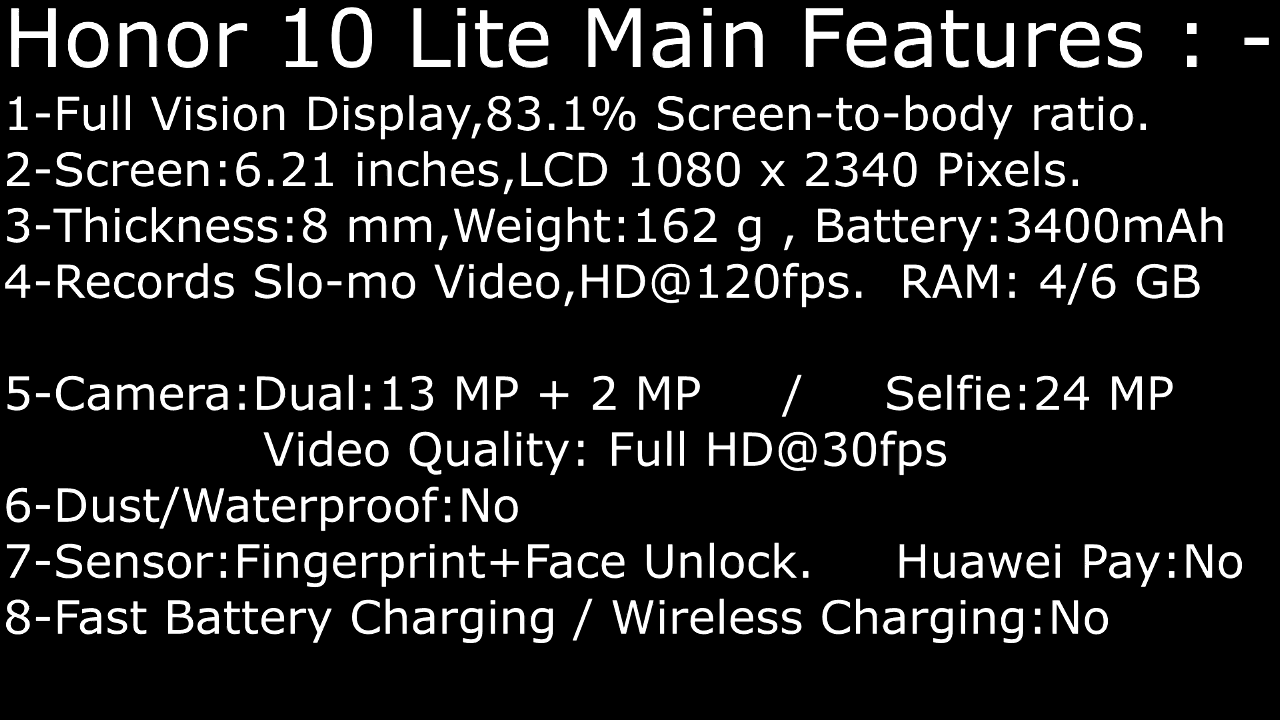 Honor 10 Lite Main Features : -
1-Full Vision Display,83.1% Screen-to-body ratio.
2-Screen:6.21 inches,LCD 1080 x 2340 Pixels.
3-Thickness:8 mm,Weight:162 g , Battery:3400mAh
4-Records Slo-mo Video,HD@120fps.  RAM: 4/6 GB
5-Camera:Dual:13 MP + 2 MP     /     Selfie:24 MP
Video Quality: Full HD@30fps
6-Dust/Waterproof:No
7-Sensor:Fingerprint+Face Unlock.     Huawei Pay:No
8-Fast Battery Charging / Wireless Charging:No